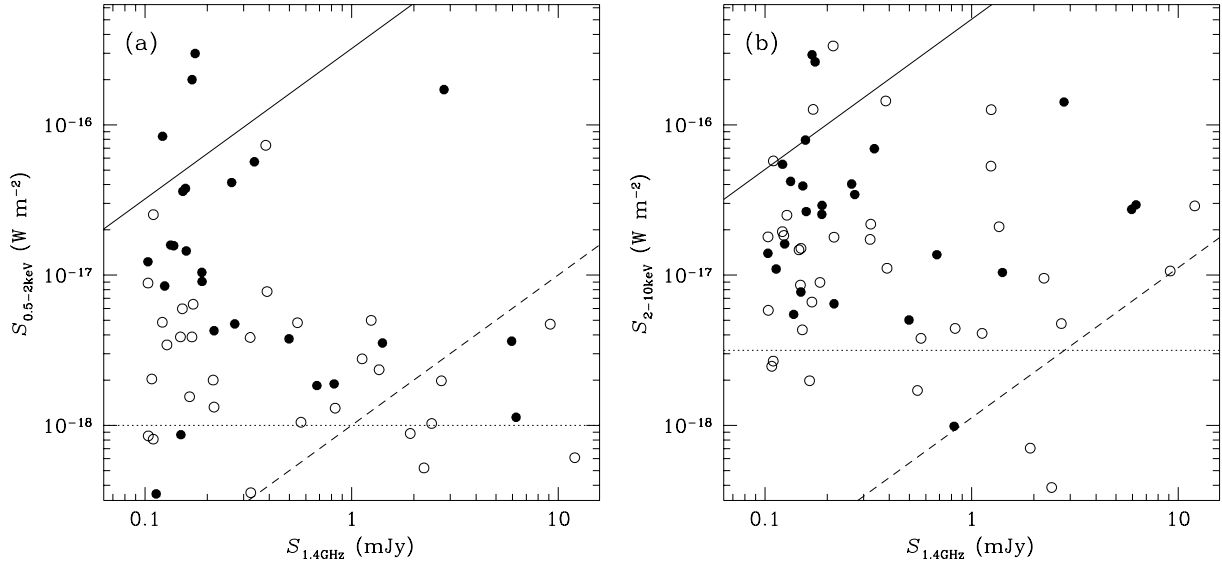 (a)
10⁻¹⁶
10⁻¹⁷
10⁻¹⁸
S₀.₅₋₂ₖₑV (W m⁻²)
0.1 1 10
S₁.₄GHz (mJy)
(b)
10⁻¹⁶
10⁻¹⁷
10⁻¹⁸
S₂₋₁₀ₖₑV (W m⁻²)
0.1 1 10
S₁.₄GHz (mJy)